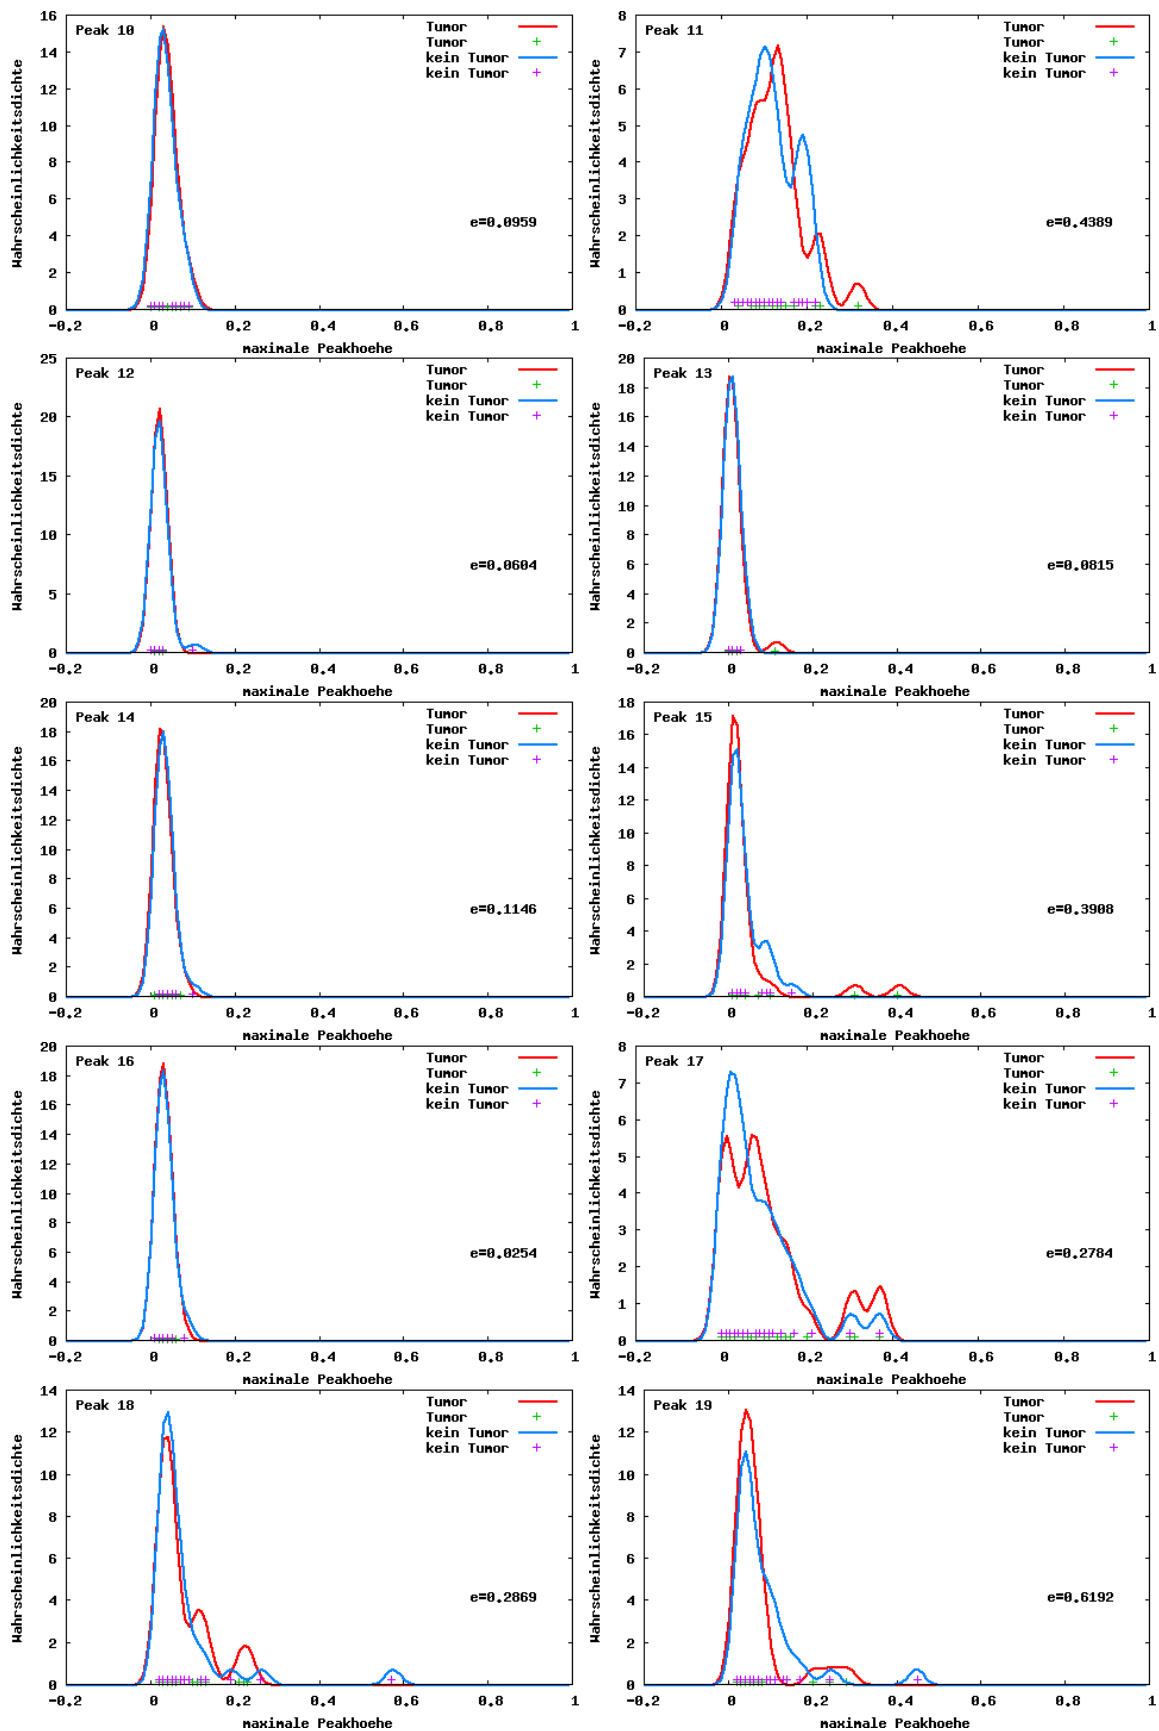 Peak 10
Tumor
Tumor
kein Tumor
kein Tumor
e=0.0959
Wahrscheinlichkeitsdichte
16
14
12
10
8
6
4
2
0
-0.2 0 0.2 0.4 0.6 0.8 1
maximale Peakhoehe
Peak 11
Tumor
Tumor
kein Tumor
kein Tumor
e=0.4389
Wahrscheinlichkeitsdichte
8
7
6
5
4
3
2
1
0
-0.2 0 0.2 0.4 0.6 0.8 1
maximale Peakhoehe
Peak 12
Tumor
Tumor
kein Tumor
kein Tumor
e=0.0604
Wahrscheinlichkeitsdichte
25
20
15
10
5
0
-0.2 0 0.2 0.4 0.6 0.8 1
maximale Peakhoehe
Peak 13
Tumor
Tumor
kein Tumor
kein Tumor
e=0.0815
Wahrscheinlichkeitsdichte
20
18
16
14
12
10
8
6
4
2
0
-0.2 0 0.2 0.4 0.6 0.8 1
maximale Peakhoehe
Peak 14
Tumor
Tumor
kein Tumor
kein Tumor
e=0.1146
Wahrscheinlichkeitsdichte
20
18
16
14
12
10
8
6
4
2
0
-0.2 0 0.2 0.4 0.6 0.8 1
maximale Peakhoehe
Peak 15
Tumor
Tumor
kein Tumor
kein Tumor
e=0.3908
Wahrscheinlichkeitsdichte
18
16
14
12
10
8
6
4
2
0
-0.2 0 0.2 0.4 0.6 0.8 1
maximale Peakhoehe
Peak 16
Tumor
Tumor
kein Tumor
kein Tumor
e=0.0254
Wahrscheinlichkeitsdichte
20
18
16
14
12
10
8
6
4
2
0
-0.2 0 0.2 0.4 0.6 0.8 1
maximale Peakhoehe
Peak 17
Tumor
Tumor
kein Tumor
kein Tumor
e=0.2784
Wahrscheinlichkeitsdichte
8
7
6
5
4
3
2
1
0
-0.2 0 0.2 0.4 0.6 0.8 1
maximale Peakhoehe
Peak 18
Tumor
Tumor
kein Tumor
kein Tumor
e=0.2869
Wahrscheinlichkeitsdichte
14
12
10
8
6
4
2
0
-0.2 0 0.2 0.4 0.6 0.8 1
maximale Peakhoehe
Peak 19
Tumor
Tumor
kein Tumor
kein Tumor
e=0.6192
Wahrscheinlichkeitsdichte
14
12
10
8
6
4
2
0
-0.2 0 0.2 0.4 0.6 0.8 1
maximale Peakhoehe